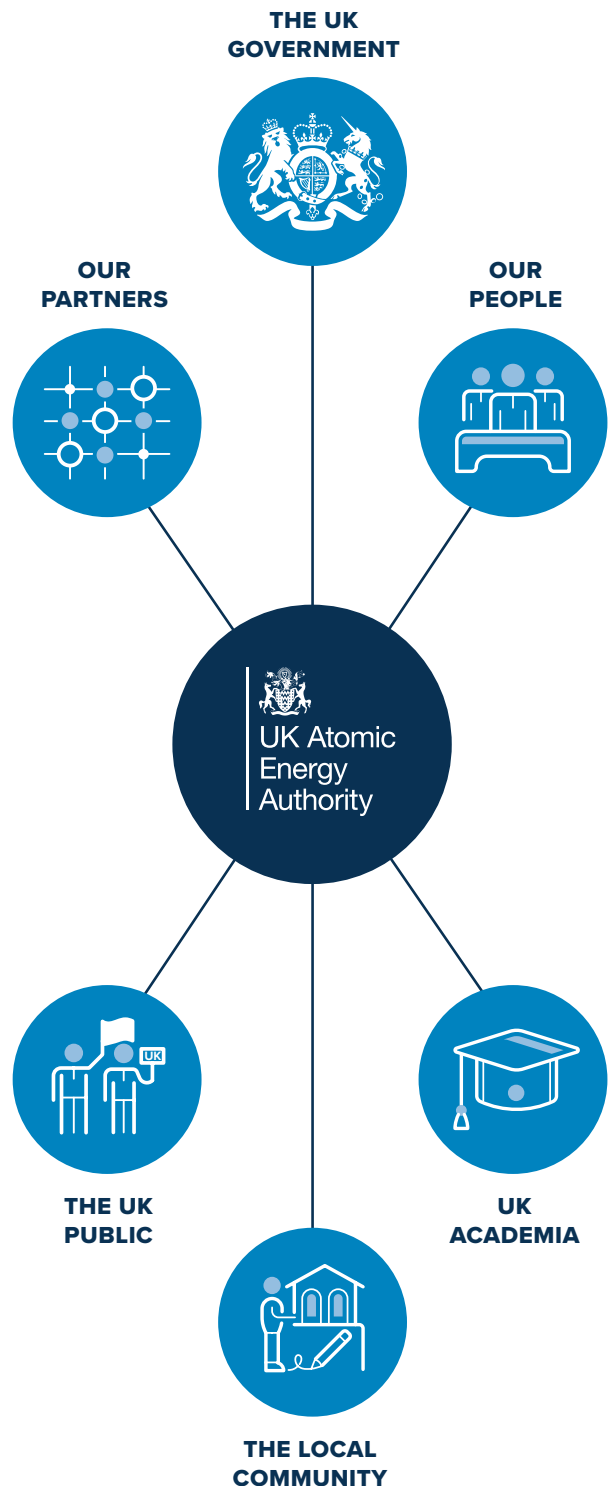 THE UK
GOVERNMENT
OUR
PARTNERS
OUR
PEOPLE
UK Atomic
Energy
Authority
UK
THE UK
PUBLIC
UK
ACADEMIA
THE LOCAL
COMMUNITY